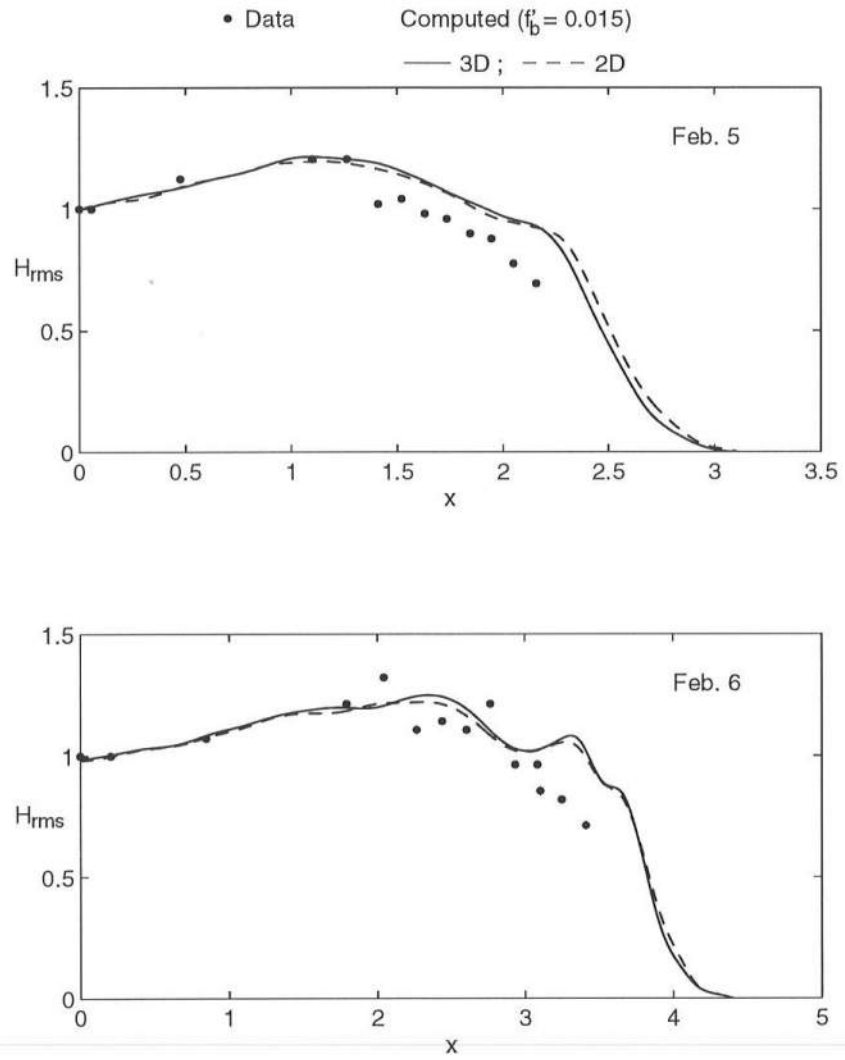 • Data Computed (f'b = 0.015)
—— 3D ; – – – 2D
1.5
Feb. 5
1
Hrms
0.5
0
0 0.5 1 1.5 2 2.5 3 3.5
x
1.5
Feb. 6
1
Hrms
0.5
0
0 1 2 3 4 5
x